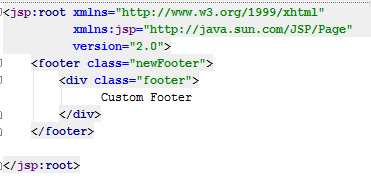 <jsp:root xmlns="http://www.w3.org/1999/xhtml"
xmlns:jsp="http://java.sun.com/JSP/Page"
version="2.0">
<footer class="newFooter">
<div class="footer">
Custom Footer
</div>
</footer>
</jsp:root>